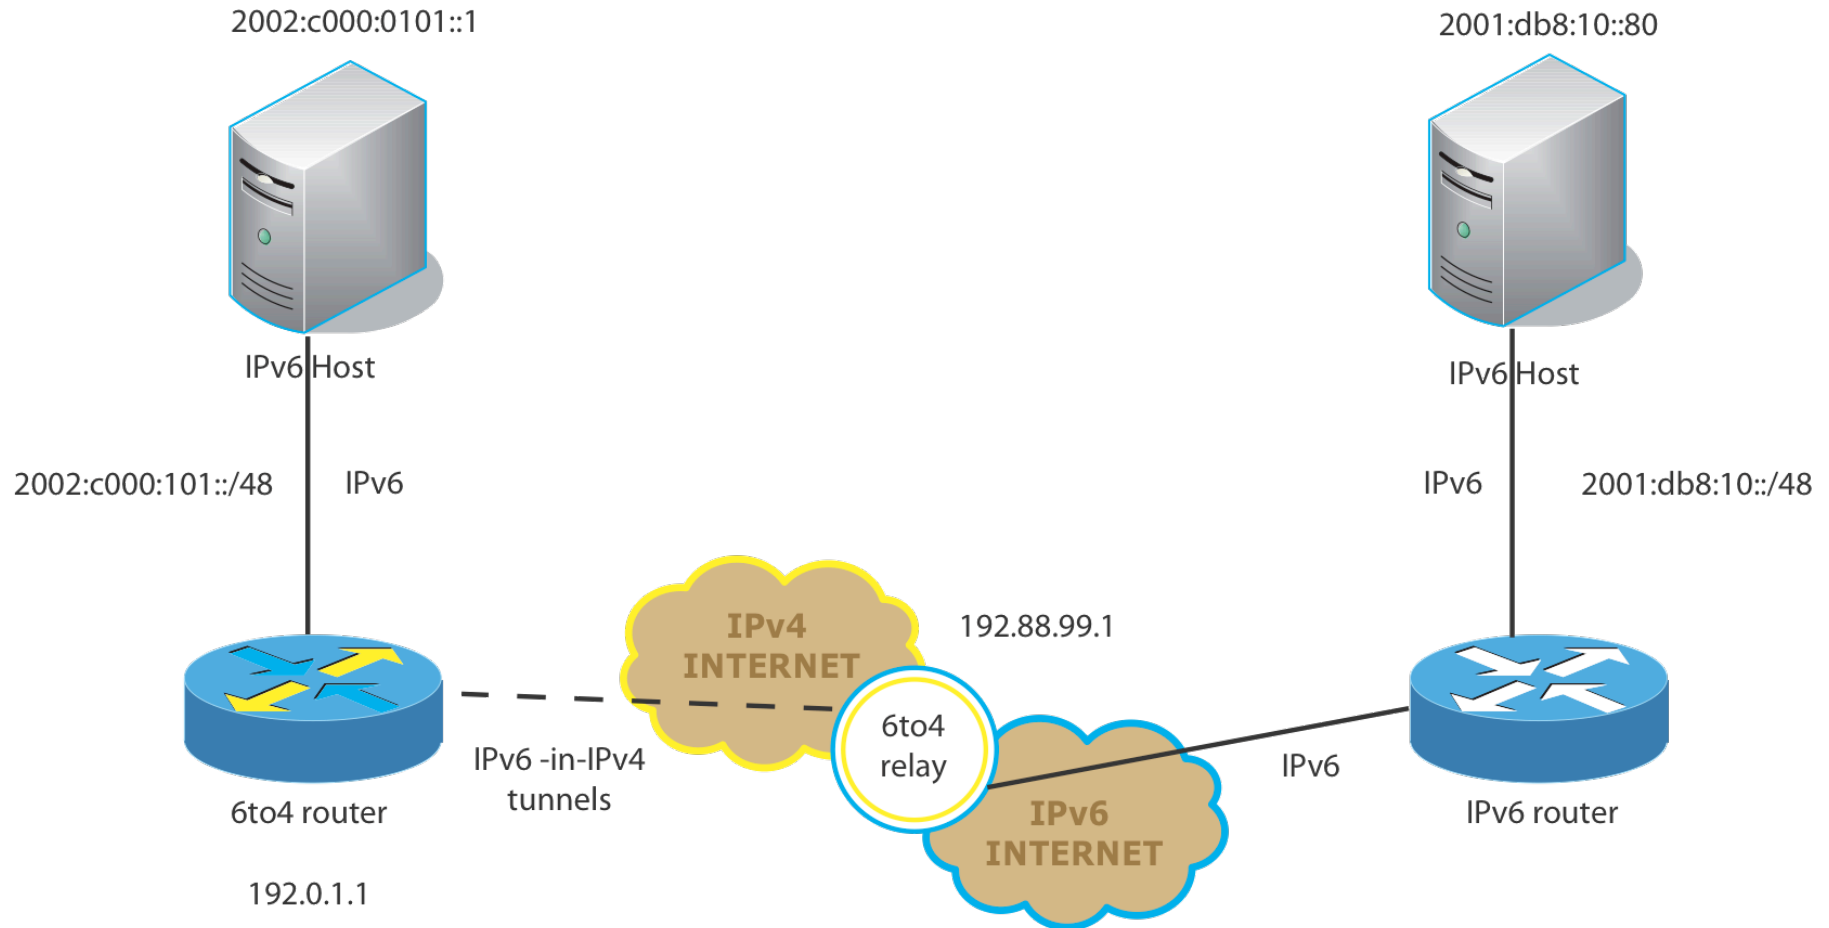 2002:c000:0101::1
2001:db8:10::80
IPv6 Host
IPv6 Host
2002:c000:101::/48
IPv6
IPv6
2001:db8:10::/48
IPv4
INTERNET
192.88.99.1
6to4
relay
IPv6 -in-IPv4
tunnels
IPv6
6to4 router
IPv6
INTERNET
IPv6 router
192.0.1.1